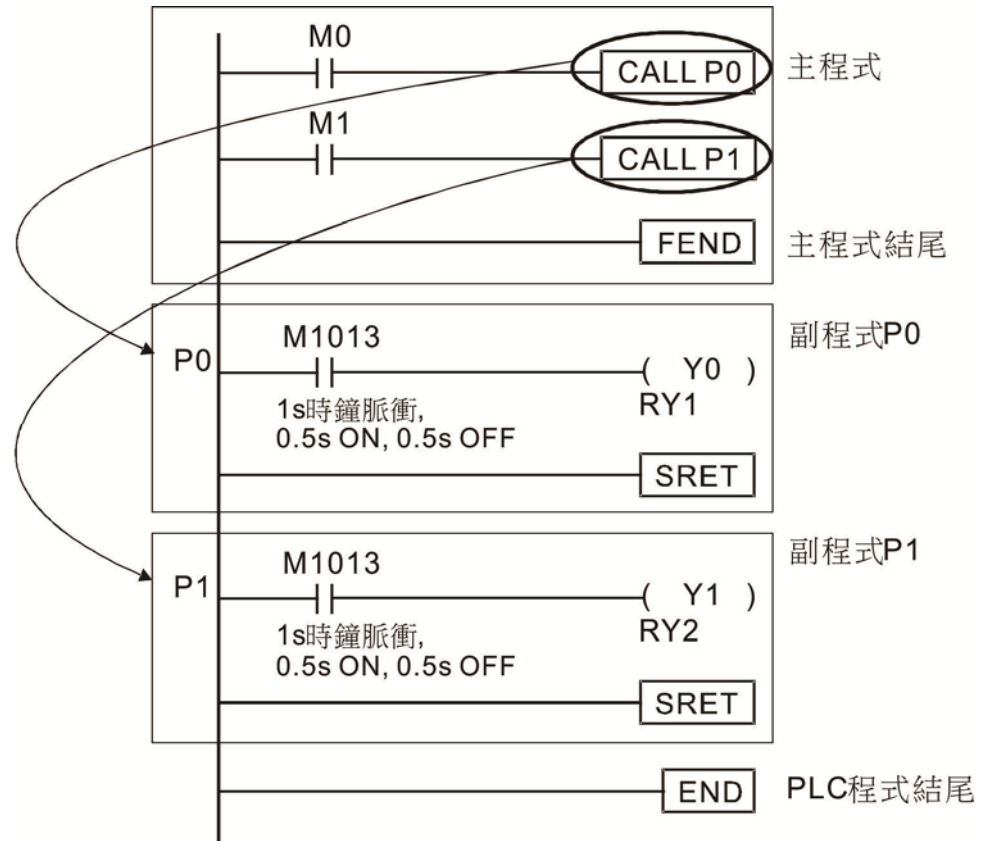 M0
CALL P0
主程式
M1
CALL P1
FEND
主程式結尾
副程式P0
P0
M1013
( Y0 )
RY1
1s時鐘脈衝,
0.5s ON, 0.5s OFF
SRET
副程式P1
P1
M1013
( Y1 )
RY2
1s時鐘脈衝,
0.5s ON, 0.5s OFF
SRET
END
PLC程式結尾